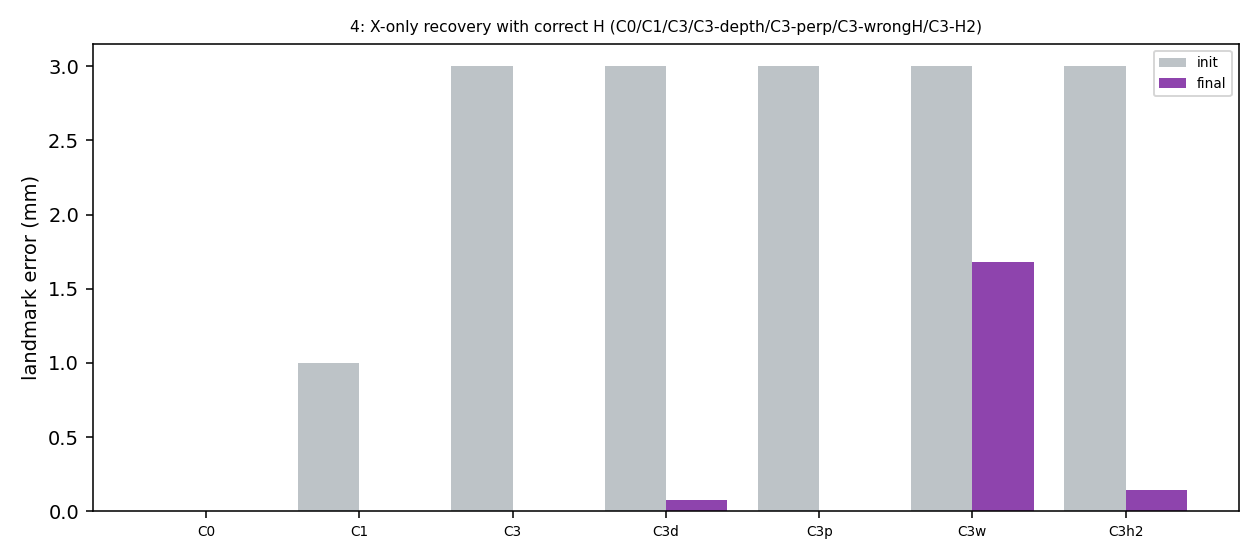 4: X-only recovery with correct H (C0/C1/C3/C3-depth/C3-perp/C3-wrongH/C3-H2)
init
final
landmark error (mm)
3.0
2.5
2.0
1.5
1.0
0.5
0.0
C0 C1 C3 C3d C3p C3w C3h2